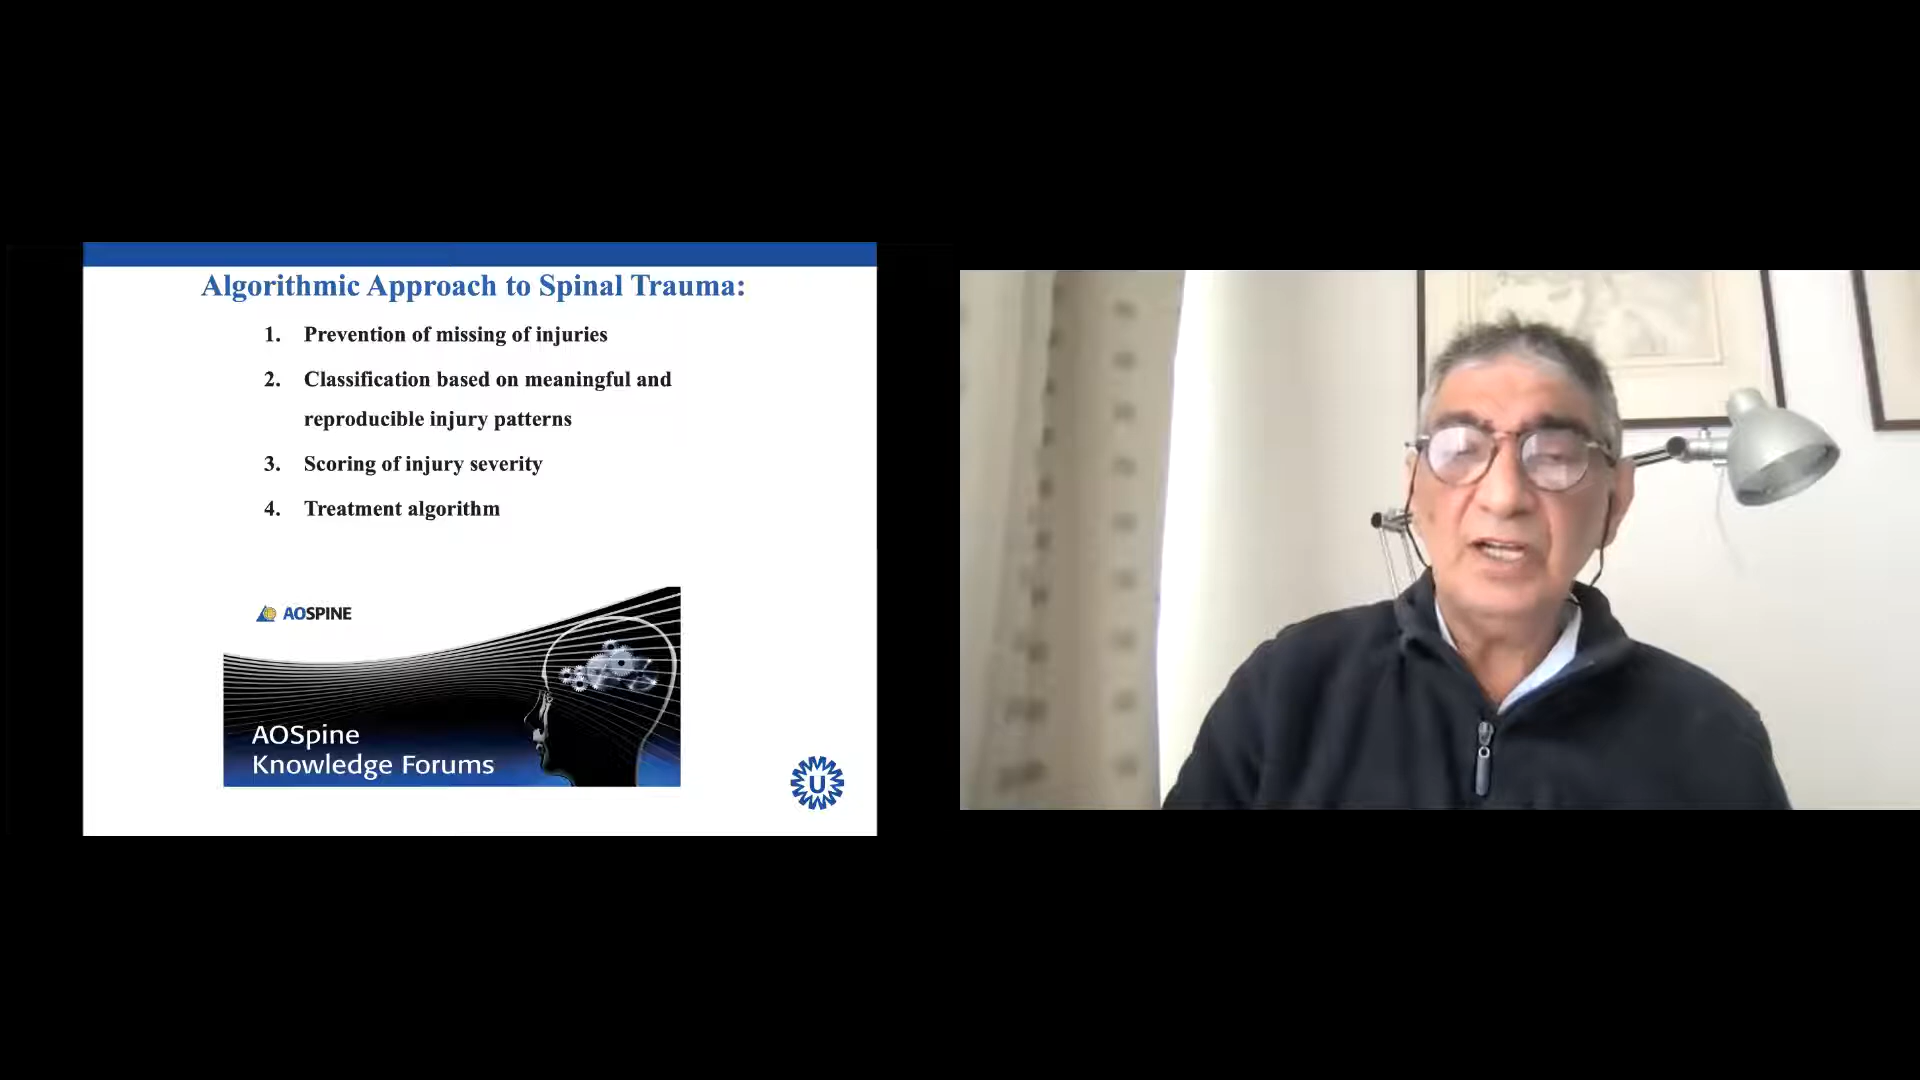 Algorithmic Approach to Spinal Trauma:
1. Prevention of missing of injuries
2. Classification based on meaningful and
reproducible injury patterns
3. Scoring of injury severity
4. Treatment algorithm
AOSPINE
AOSpine
Knowledge Forums
U